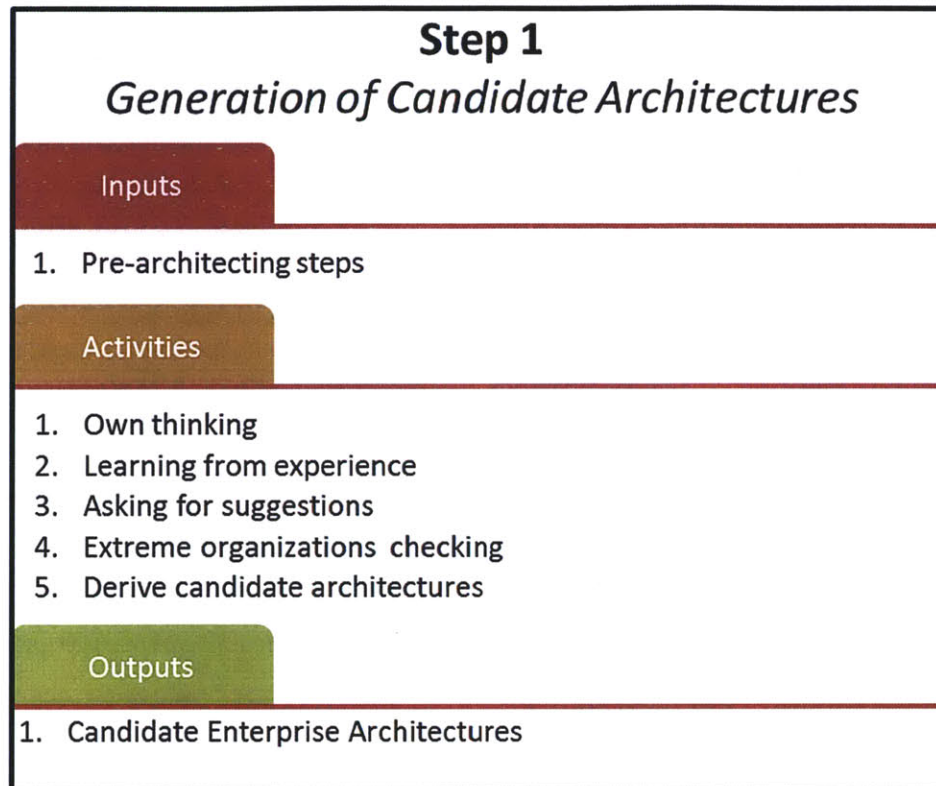 Step 1
Generation of Candidate Architectures
Inputs
1. Pre-architecting steps
Activities
1. Own thinking
2. Learning from experience
3. Asking for suggestions
4. Extreme organizations checking
5. Derive candidate architectures
Outputs
1. Candidate Enterprise Architectures